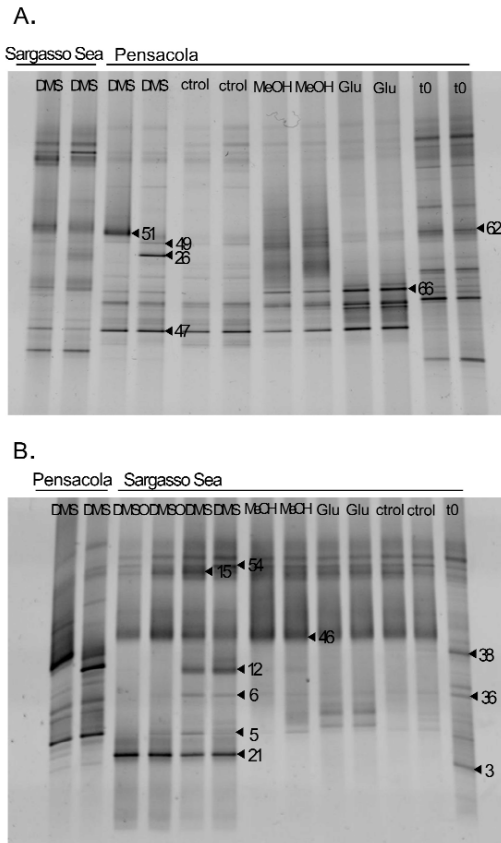 A.
Sargasso Sea Pensacola
DMS DMS DMS DMS ctrol ctrol MeOH MeOH Glu Glu t0 t0
62
51
49
26
66
47
B.
Pensacola Sargasso Sea
DMS DMS DMSO DMSO DMS DMS MeOH MeOH Glu Glu ctrol ctrol t0
54
15
46
38
12
6
36
5
21
3